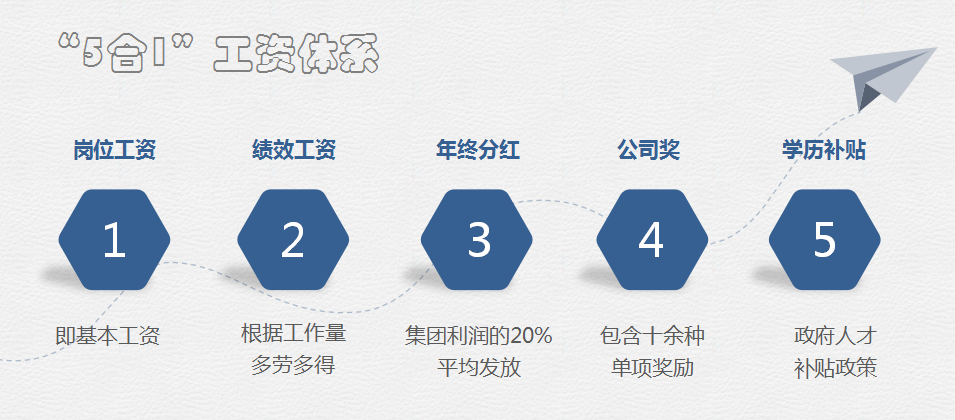 “5合1”工资体系
岗位工资
绩效工资
年终分红
公司奖
学历补贴
1
2
3
4
5
即基本工资
根据工作量
多劳多得
集团利润的20%
平均发放
包含十余种
单项奖励
政府人才
补贴政策